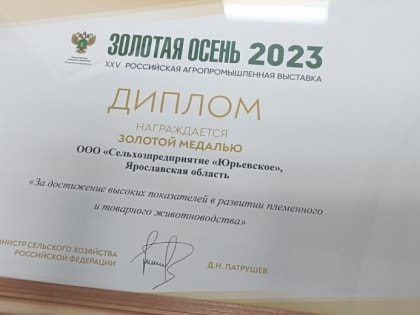 ЗОЛОТАЯ ОСЕНЬ 2023
XXV РОССИЙСКАЯ АГРОПРОМЫШЛЕННАЯ ВЫСТАВКА
ДИПЛОМ
НАГРАЖДАЕТСЯ
ЗОЛОТОЙ МЕДАЛЬЮ
ООО «Сельхозпредприятие «Юрьевское»,
Ярославская область
«За достижение высоких показателей в развитии племенного
и товарного животноводства»
НИСТР СЕЛЬСКОГО ХОЗЯЙСТВА
РОССИЙСКОЙ ФЕДЕРАЦИИ
Д.Н. ПАТРУШЕВ